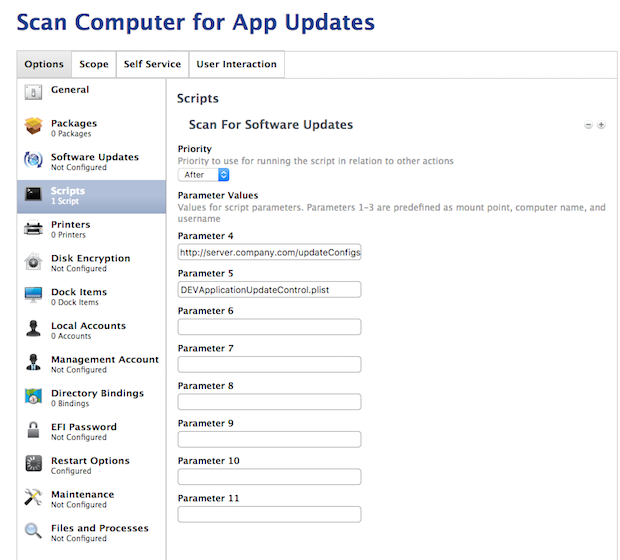 Scan Computer for App Updates
Options Scope Self Service User Interaction
General
Packages
0 Packages
Software Updates
Not Configured
Scripts
1 Script
Printers
0 Printers
Disk Encryption
Not Configured
Dock Items
0 Dock Items
Local Accounts
0 Accounts
Management Account
Not Configured
Directory Bindings
0 Bindings
EFI Password
Not Configured
Restart Options
Configured
Maintenance
Not Configured
Files and Processes
Not Configured
Scripts
Scan For Software Updates
Priority
Priority to use for running the script in relation to other actions
After
Parameter Values
Values for script parameters. Parameters 1-3 are predefined as mount point, computer name, and
username
Parameter 4
http://server.company.com/updateConfigs
Parameter 5
DEVApplicationUpdateControl.plist
Parameter 6
Parameter 7
Parameter 8
Parameter 9
Parameter 10
Parameter 11